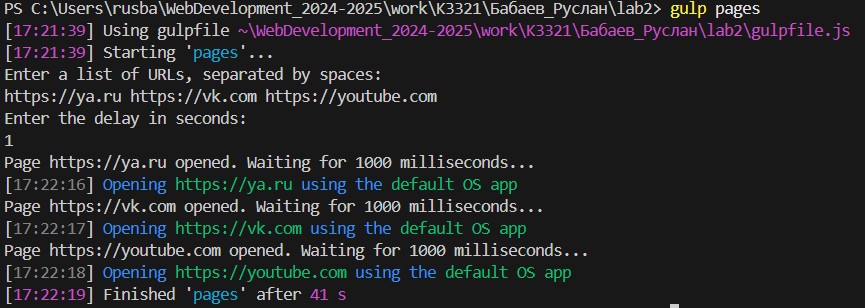 PS C:\Users\rusba\WebDevelopment_2024-2025\work\K3321\Бабаев_Руслан\lab2> gulp pages
[17:21:39] Using gulpfile ~\WebDevelopment_2024-2025\work\K3321\Бабаев_Руслан\lab2\gulpfile.js
[17:21:39] Starting 'pages'...
Enter a list of URLs, separated by spaces:
https://ya.ru https://vk.com https://youtube.com
Enter the delay in seconds:
1
Page https://ya.ru opened. Waiting for 1000 milliseconds...
[17:22:16] Opening https://ya.ru using the default OS app
Page https://vk.com opened. Waiting for 1000 milliseconds...
[17:22:17] Opening https://vk.com using the default OS app
Page https://youtube.com opened. Waiting for 1000 milliseconds...
[17:22:18] Opening https://youtube.com using the default OS app
[17:22:19] Finished 'pages' after 41 s